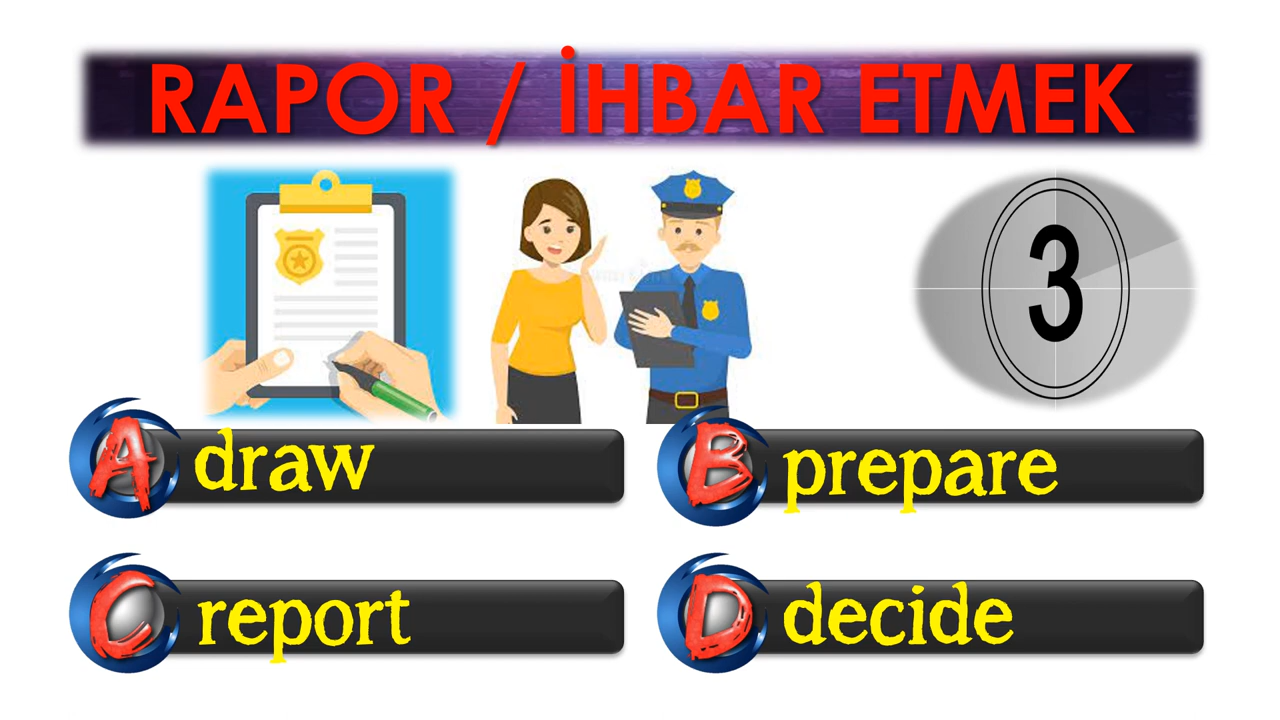 RAPOR / İHBAR ETMEK
3
A draw
B prepare
C report
D decide